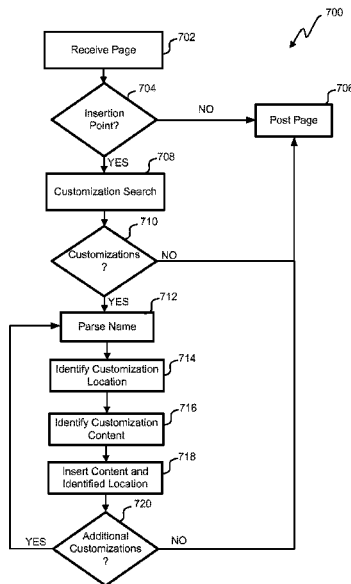 700
702
Receive Page
704
Insertion
Point?
NO
706
Post Page
YES
708
Customization Search
710
Customizations
?
NO
YES
712
Parse Name
714
Identify Customization
Location
716
Identify Customization
Content
718
Insert Content and
Identified Location
720
Additional
Customizations
?
YES
NO